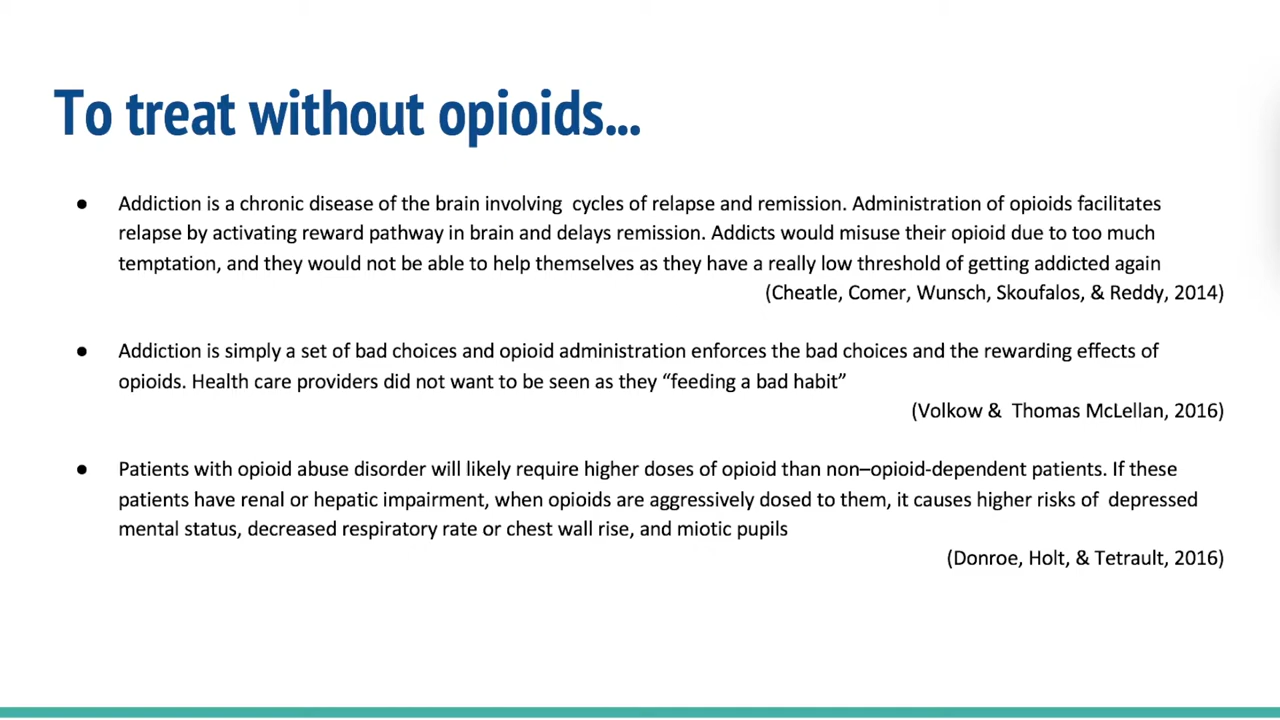 To treat without opioids...
● Addiction is a chronic disease of the brain involving  cycles of relapse and remission. Administration of opioids facilitates
relapse by activating reward pathway in brain and delays remission. Addicts would misuse their opioid due to too much
temptation, and they would not be able to help themselves as they have a really low threshold of getting addicted again
(Cheatle, Comer, Wunsch, Skoufalos, & Reddy, 2014)
● Addiction is simply a set of bad choices and opioid administration enforces the bad choices and the rewarding effects of
opioids. Health care providers did not want to be seen as they “feeding a bad habit”
(Volkow &  Thomas McLellan, 2016)
● Patients with opioid abuse disorder will likely require higher doses of opioid than non–opioid-dependent patients. If these
patients have renal or hepatic impairment, when opioids are aggressively dosed to them, it causes higher risks of  depressed
mental status, decreased respiratory rate or chest wall rise, and miotic pupils
(Donroe, Holt, & Tetrault, 2016)